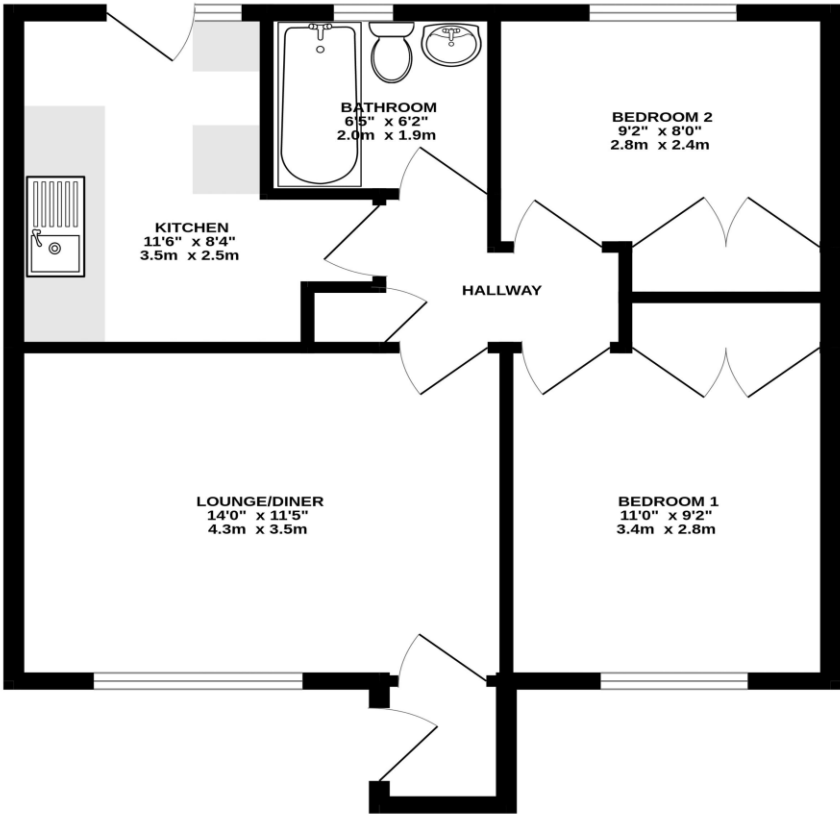 BATHROOM
6'5" x 6'2"
2.0m x 1.9m
BEDROOM 2
9'2" x 8'0"
2.8m x 2.4m
KITCHEN
11'6" x 8'4"
3.5m x 2.5m
HALLWAY
LOUNGE/DINER
14'0" x 11'5"
4.3m x 3.5m
BEDROOM 1
11'0" x 9'2"
3.4m x 2.8m